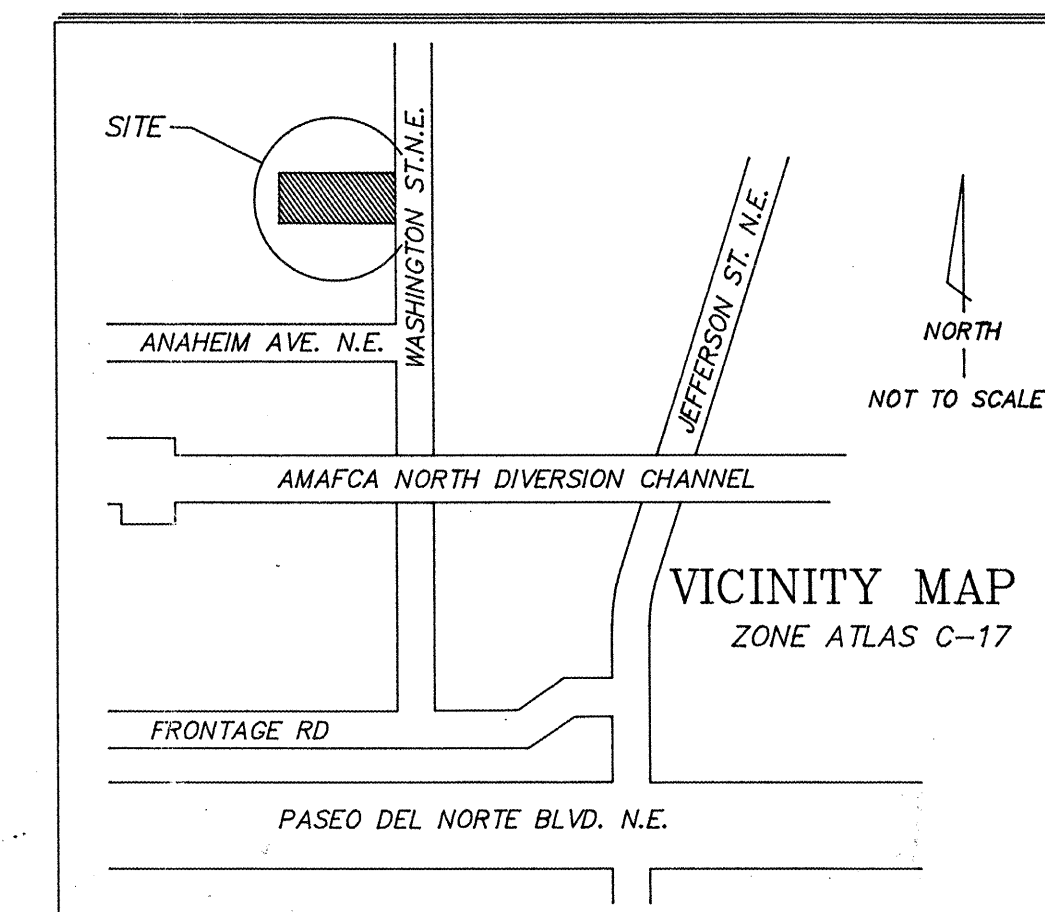 SITE
WASHINGTON ST.N.E.
JEFFERSON ST. N.E.
NORTH
ANAHEIM AVE. N.E.
NOT TO SCALE
AMAFCA NORTH DIVERSION CHANNEL
VICINITY MAP
ZONE ATLAS C-17
FRONTAGE RD
PASEO DEL NORTE BLVD. N.E.